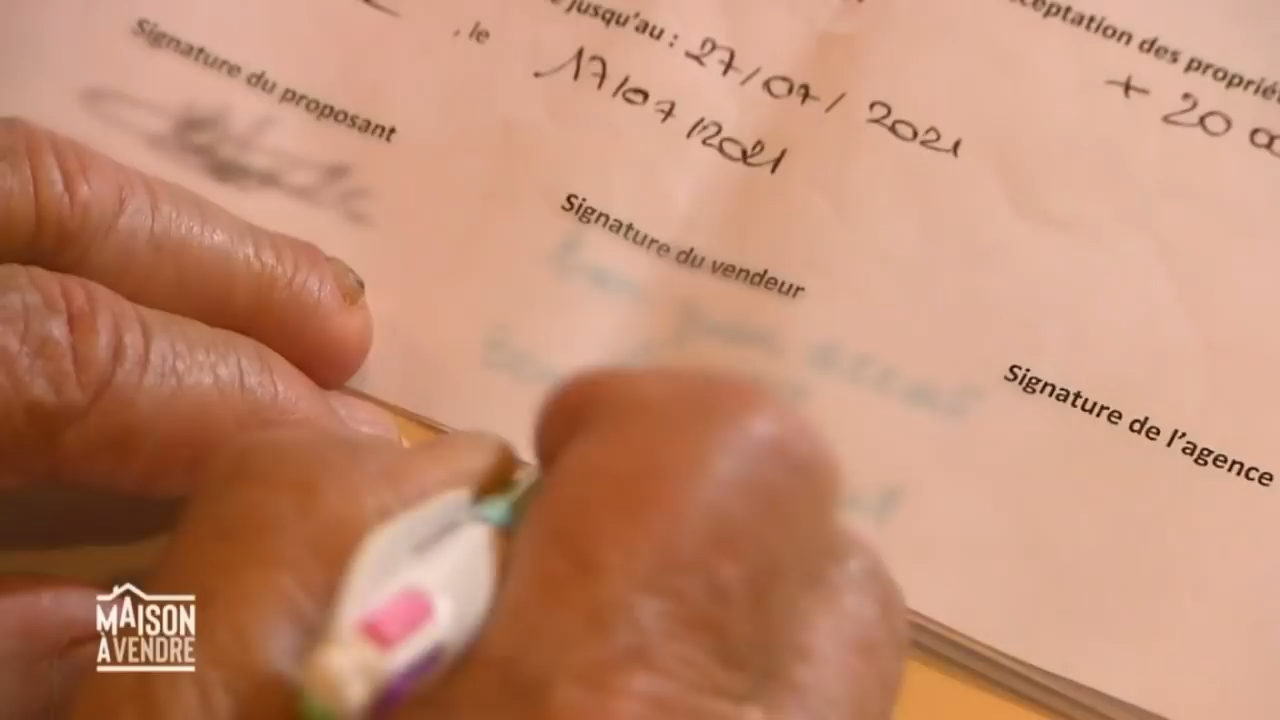 jusqu'au : 27/07/2021
, le
17/07/2021
ceptation des proprié
+ 20
Signature du proposant
Signature du vendeur
Signature de l'agence
MAISON
À VENDRE